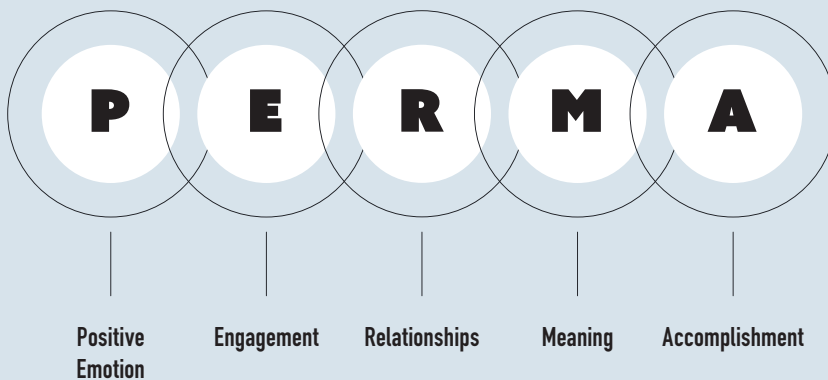 P E R M A
Positive Emotion
Engagement
Relationships
Meaning
Accomplishment